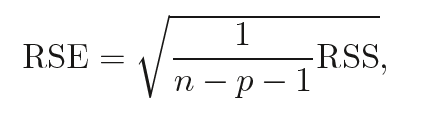 RSE = √(1/(n − p − 1) RSS),